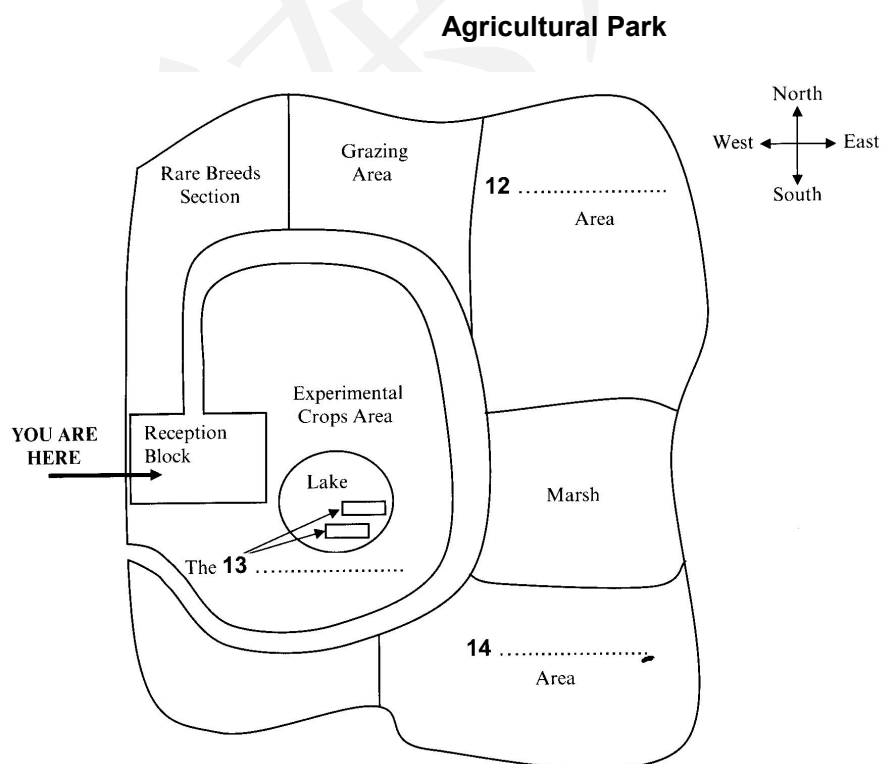 Agricultural Park
North
West East
South
Rare Breeds
Section
Grazing
Area
12 ........................
Area
Experimental
Crops Area
YOU ARE
HERE
Reception
Block
Lake
Marsh
The 13 ........................
14 ........................
Area